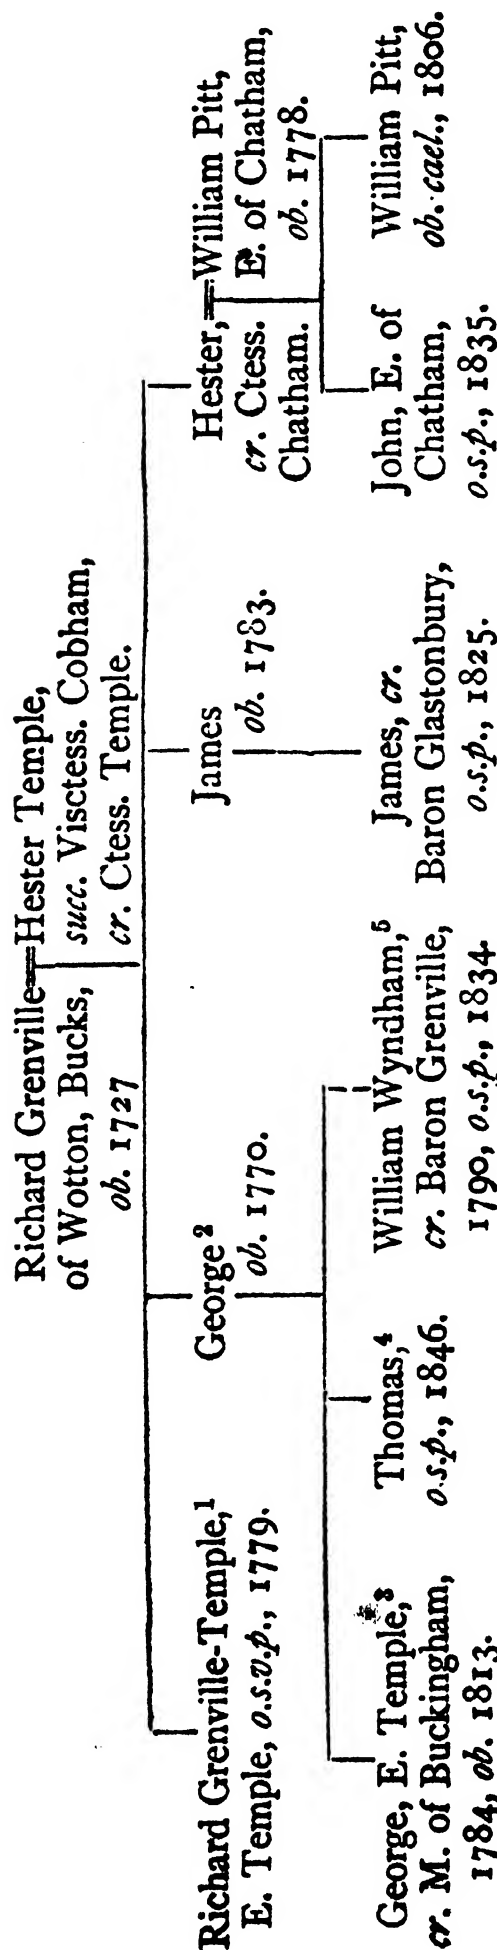 Richard Grenville=Hester Temple,
of Wotton, Bucks, succ. Visctess. Cobham,
ob. 1727 cr. Ctess. Temple.
Richard Grenville-Temple,¹
E. Temple, o.s.v.p., 1779.
George²
ob. 1770.
James
ob. 1783.
Hester,=William Pitt,
cr. Ctess. E. of Chatham,
Chatham. ob. 1778.
George, E. Temple,³
cr. M. of Buckingham,
1784, ob. 1813.
Thomas,⁴
o.s.p., 1846.
William Wyndham,⁵
cr. Baron Grenville,
1790, o.s.p., 1834.
James, cr.
Baron Glastonbury,
o.s.p., 1825.
John, E. of
Chatham,
o.s.p., 1835.
William Pitt,
ob. cael., 1806.